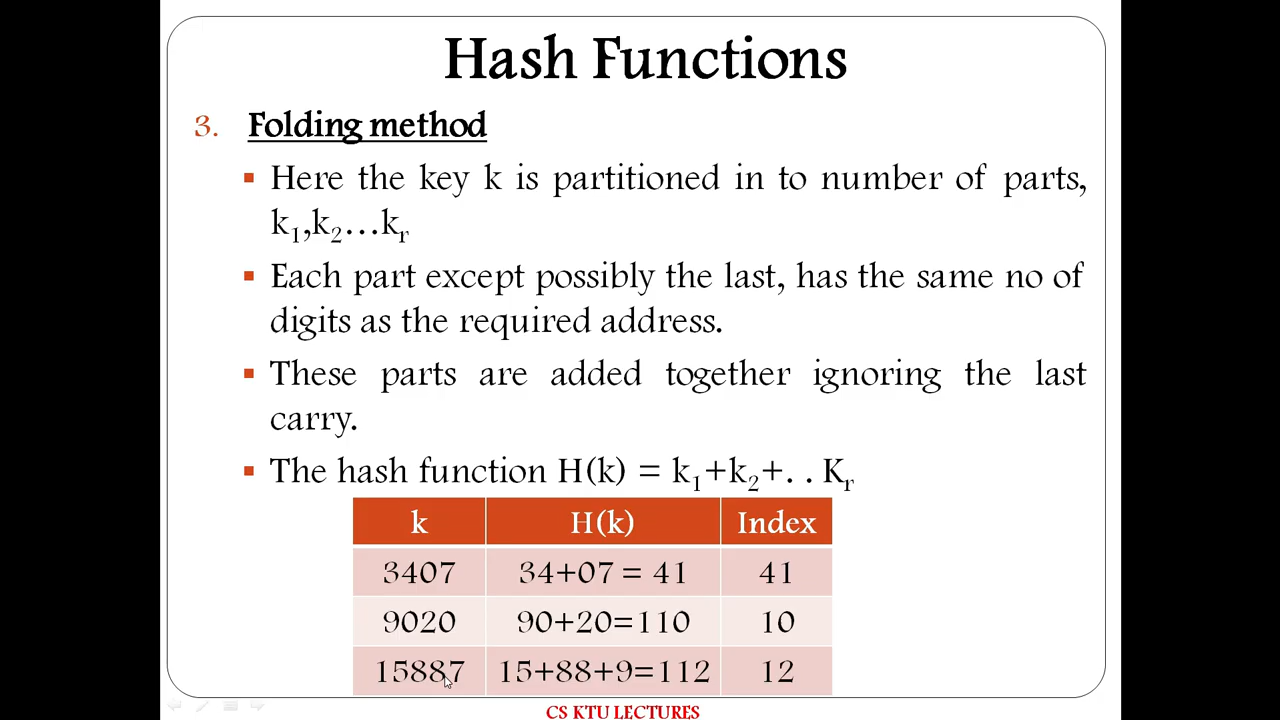 Hash Functions
3. Folding method
▪ Here the key k is partitioned in to number of parts,
k₁,k₂...kᵣ
▪ Each part except possibly the last, has the same no of
digits as the required address.
▪ These parts are added together ignoring the last
carry.
▪ The hash function H(k) = k₁+k₂+. . Kᵣ
k H(k) Index
3407 34+07 = 41 41
9020 90+20=110 10
15887 15+88+9=112 12
CS KTU LECTURES